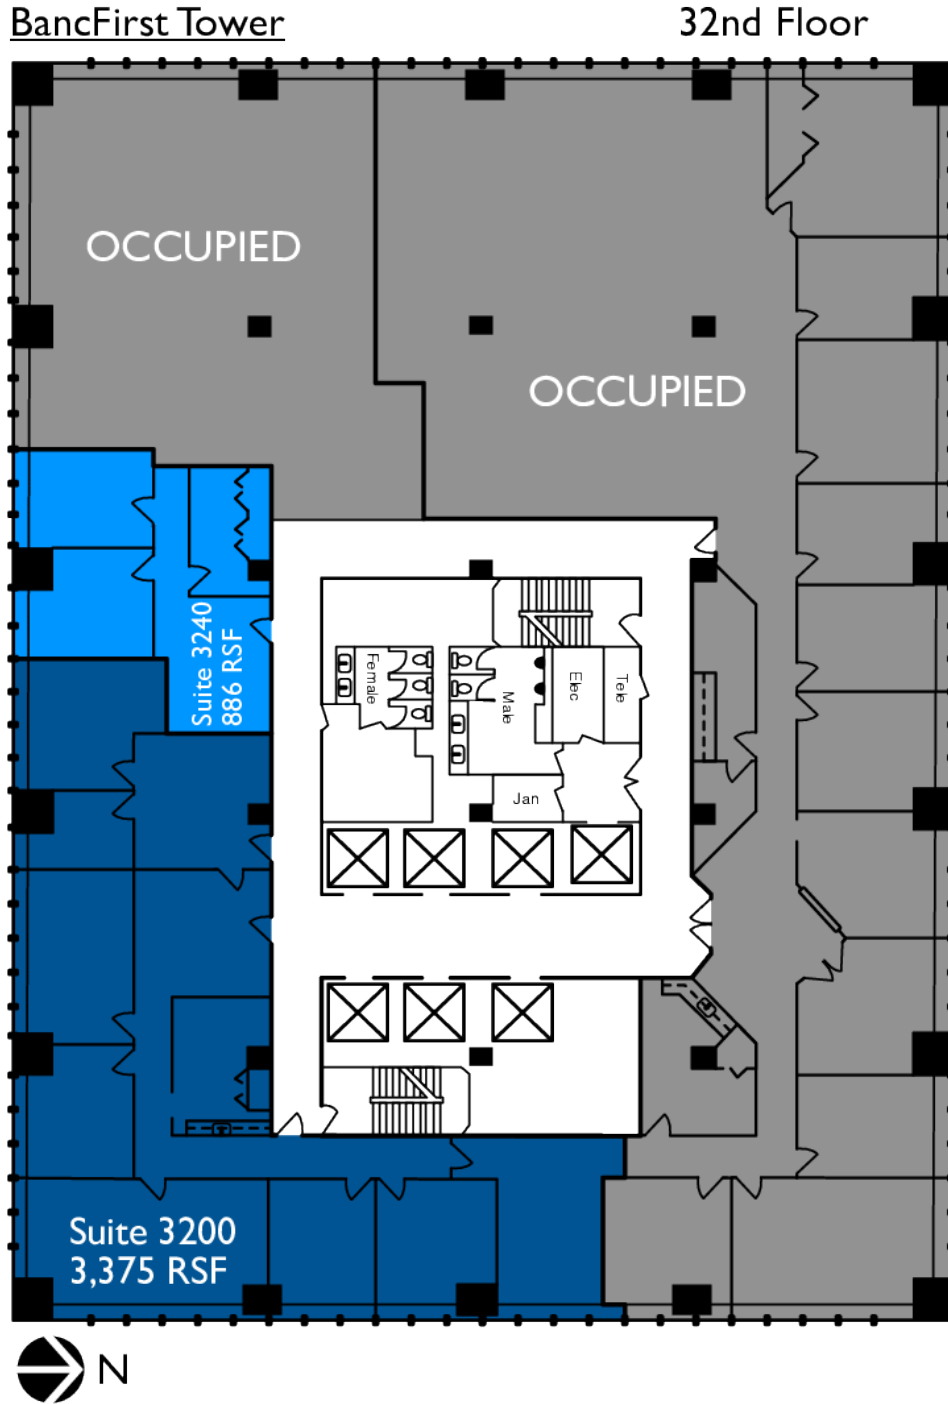 BancFirst Tower
32nd Floor
OCCUPIED
OCCUPIED
Suite 3240
886 RSF
Female
Male
Elec
Tele
Jan
Suite 3200
3,375 RSF
N